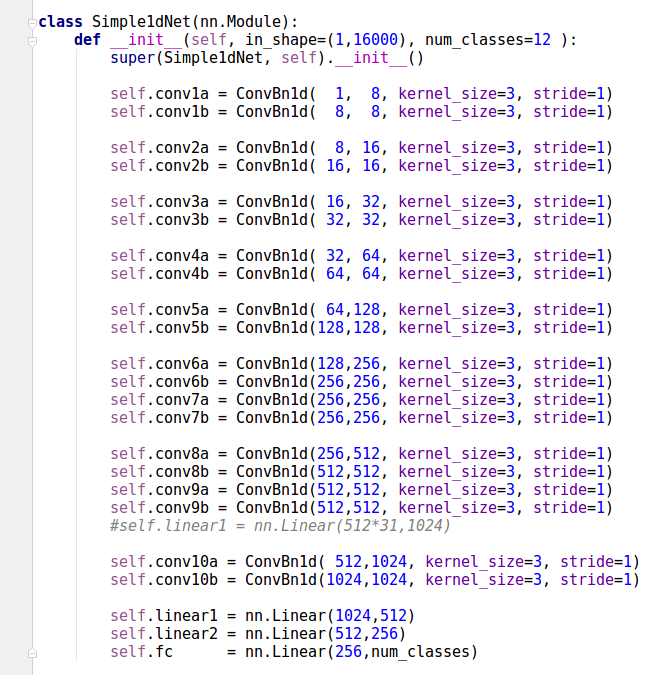 class Simple1dNet(nn.Module):
    def __init__(self, in_shape=(1,16000), num_classes=12 ):
        super(Simple1dNet, self).__init__()

        self.conv1a = ConvBn1d(  1,  8, kernel_size=3, stride=1)
        self.conv1b = ConvBn1d(  8,  8, kernel_size=3, stride=1)

        self.conv2a = ConvBn1d(  8, 16, kernel_size=3, stride=1)
        self.conv2b = ConvBn1d( 16, 16, kernel_size=3, stride=1)

        self.conv3a = ConvBn1d( 16, 32, kernel_size=3, stride=1)
        self.conv3b = ConvBn1d( 32, 32, kernel_size=3, stride=1)

        self.conv4a = ConvBn1d( 32, 64, kernel_size=3, stride=1)
        self.conv4b = ConvBn1d( 64, 64, kernel_size=3, stride=1)

        self.conv5a = ConvBn1d( 64,128, kernel_size=3, stride=1)
        self.conv5b = ConvBn1d(128,128, kernel_size=3, stride=1)

        self.conv6a = ConvBn1d(128,256, kernel_size=3, stride=1)
        self.conv6b = ConvBn1d(256,256, kernel_size=3, stride=1)
        self.conv7a = ConvBn1d(256,256, kernel_size=3, stride=1)
        self.conv7b = ConvBn1d(256,256, kernel_size=3, stride=1)

        self.conv8a = ConvBn1d(256,512, kernel_size=3, stride=1)
        self.conv8b = ConvBn1d(512,512, kernel_size=3, stride=1)
        self.conv9a = ConvBn1d(512,512, kernel_size=3, stride=1)
        self.conv9b = ConvBn1d(512,512, kernel_size=3, stride=1)
        #self.linear1 = nn.Linear(512*31,1024)

        self.conv10a = ConvBn1d( 512,1024, kernel_size=3, stride=1)
        self.conv10b = ConvBn1d(1024,1024, kernel_size=3, stride=1)

        self.linear1 = nn.Linear(1024,512)
        self.linear2 = nn.Linear(512,256)
        self.fc      = nn.Linear(256,num_classes)